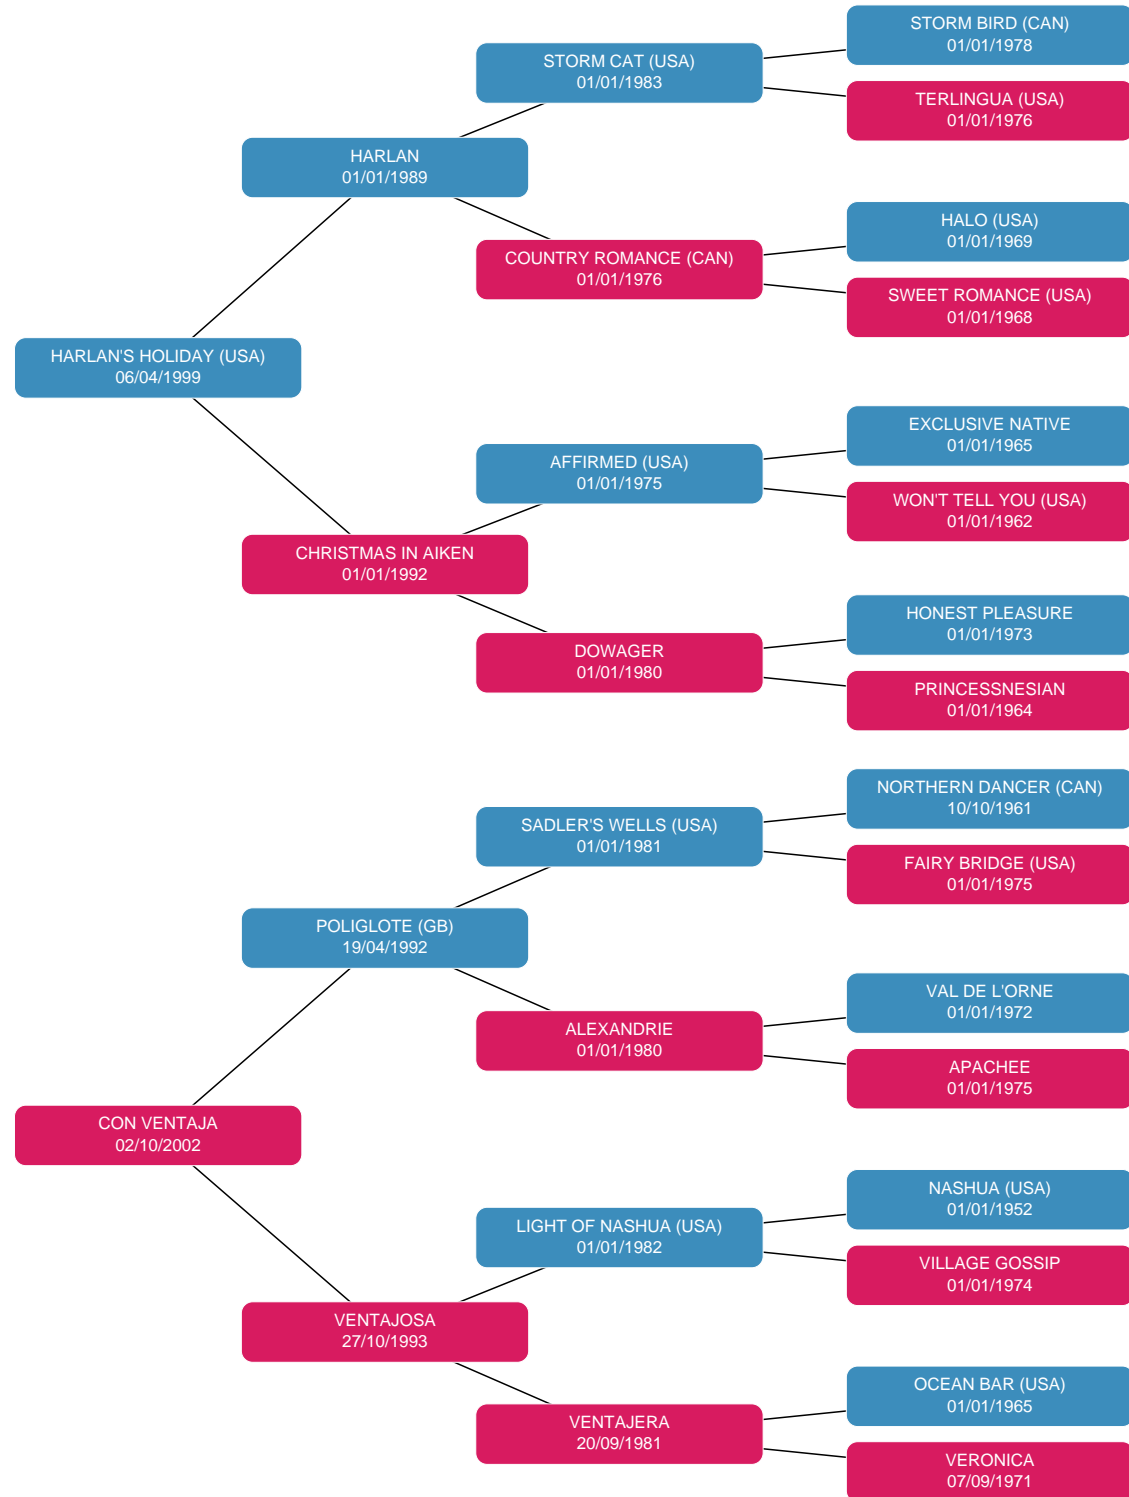 STORM BIRD (CAN)
01/01/1978
STORM CAT (USA)
01/01/1983
TERLINGUA (USA)
01/01/1976
HARLAN
01/01/1989
HALO (USA)
01/01/1969
COUNTRY ROMANCE (CAN)
01/01/1976
SWEET ROMANCE (USA)
01/01/1968
HARLAN'S HOLIDAY (USA)
06/04/1999
EXCLUSIVE NATIVE
01/01/1965
AFFIRMED (USA)
01/01/1975
WON'T TELL YOU (USA)
01/01/1962
CHRISTMAS IN AIKEN
01/01/1992
HONEST PLEASURE
01/01/1973
DOWAGER
01/01/1980
PRINCESSNESIAN
01/01/1964
NORTHERN DANCER (CAN)
10/10/1961
SADLER'S WELLS (USA)
01/01/1981
FAIRY BRIDGE (USA)
01/01/1975
POLIGLOTE (GB)
19/04/1992
VAL DE L'ORNE
01/01/1972
ALEXANDRIE
01/01/1980
APACHEE
01/01/1975
CON VENTAJA
02/10/2002
NASHUA (USA)
01/01/1952
LIGHT OF NASHUA (USA)
01/01/1982
VILLAGE GOSSIP
01/01/1974
VENTAJOSA
27/10/1993
OCEAN BAR (USA)
01/01/1965
VENTAJERA
20/09/1981
VERONICA
07/09/1971